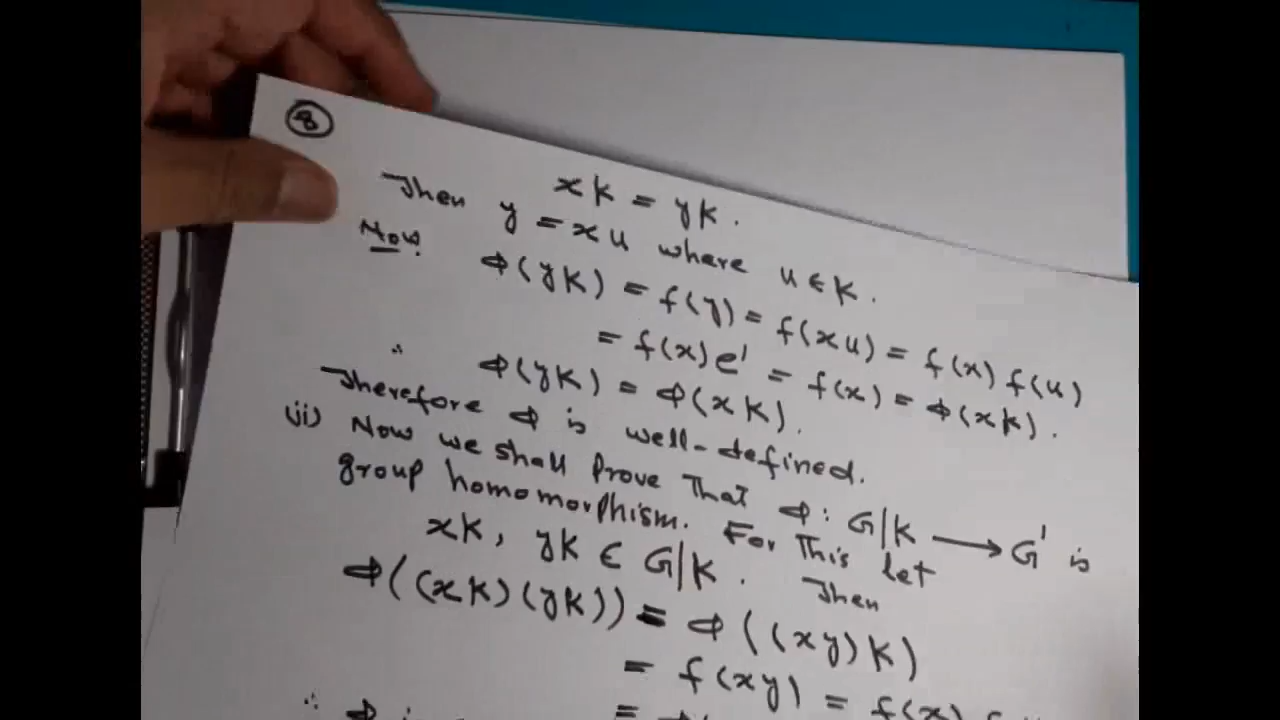 8
xK = yK.
Then y = xu where u ∈ K.
Now. Φ(yK) = f(y) = f(xu) = f(x) f(u)
= f(x)e' = f(x) = Φ(xK).
∴ Φ(yK) = Φ(xK).
Therefore Φ is well-defined.
(ii) Now we shall prove that Φ: G|K ⟶ G' is
group homomorphism. For this let
xK, yK ∈ G|K. Then
Φ((xK)(yK)) = Φ((xy)K)
= f(xy) = f(x)
∴ Φ =